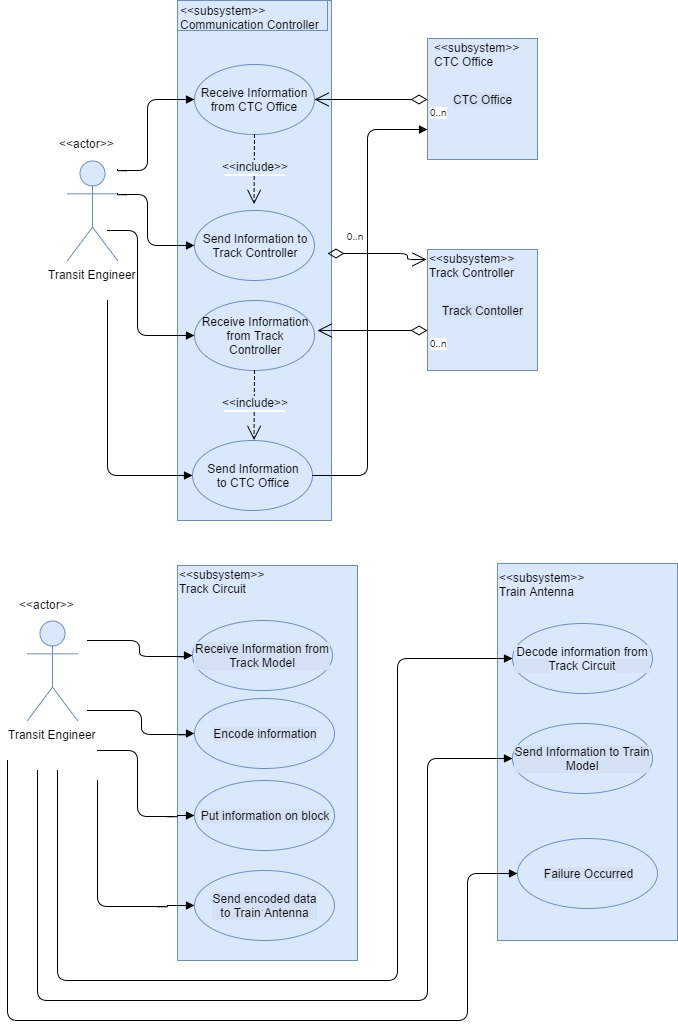 <<subsystem>>
Communication Controller
Receive Information
from CTC Office
<<include>>
Send Information to
Track Controller
Receive Information
from Track
Controller
<<include>>
Send Information
to CTC Office
<<actor>>
Transit Engineer
<<subsystem>>
CTC Office
CTC Office
0..n
0..n
<<subsystem>>
Track Controller
Track Contoller
0..n
<<actor>>
Transit Engineer
<<subsystem>>
Track Circuit
Receive Information from
Track Model
Encode information
Put information on block
Send encoded data
to Train Antenna
<<subsystem>>
Train Antenna
Decode information from
Track Circuit
Send Information to Train
Model
Failure Occurred